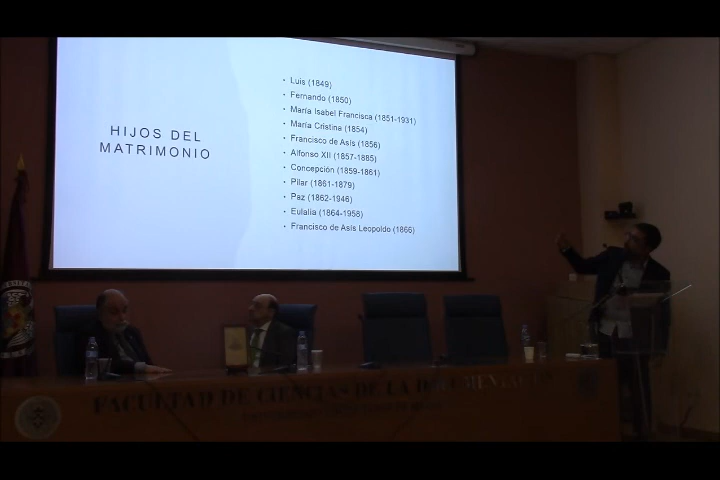 HIJOS DEL
MATRIMONIO
• Luis (1849)
• Fernando (1850)
• María Isabel Francisca (1851-1931)
• María Cristina (1854)
• Francisco de Asís (1856)
• Alfonso XII (1857-1885)
• Concepción (1859-1861)
• Pilar (1861-1879)
• Paz (1862-1946)
• Eulalia (1864-1958)
• Francisco de Asís Leopoldo (1866)
FACULTAD DE CIENCIAS DE LA DOCUMENTACIÓN